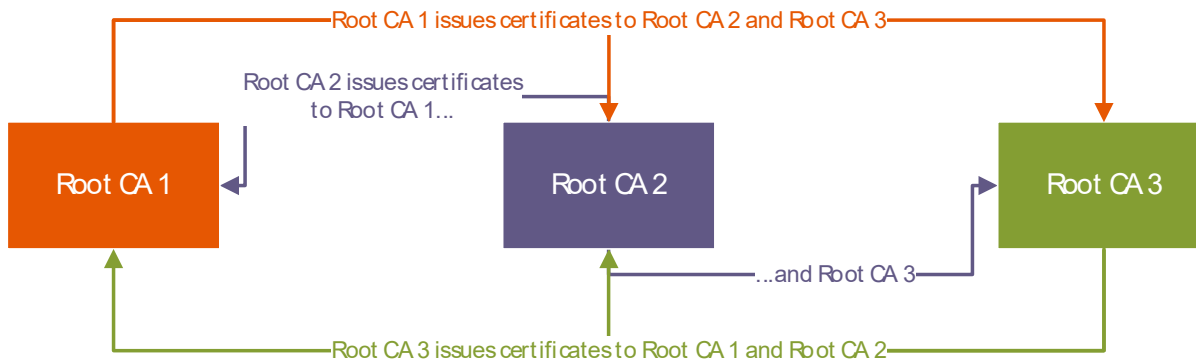 Root CA 1 issues certificates to Root CA 2 and Root CA 3
Root CA 2 issues certificates
to Root CA 1...
Root CA 1
Root CA 2
Root CA 3
...and Root CA 3
Root CA 3 issues certificates to Root CA 1 and Root CA 2